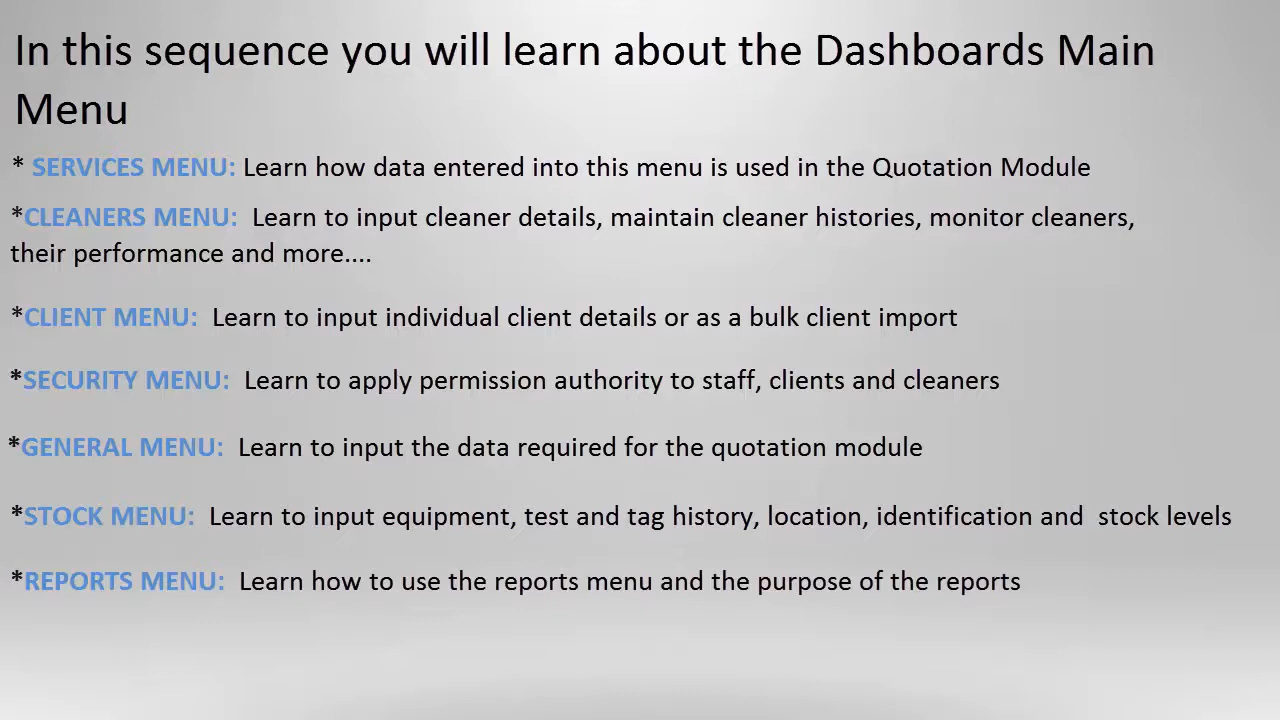 In this sequence you will learn about the Dashboards Main
Menu
* SERVICES MENU: Learn how data entered into this menu is used in the Quotation Module
*CLEANERS MENU:  Learn to input cleaner details, maintain cleaner histories, monitor cleaners,
their performance and more....
*CLIENT MENU:  Learn to input individual client details or as a bulk client import
*SECURITY MENU:  Learn to apply permission authority to staff, clients and cleaners
*GENERAL MENU:  Learn to input the data required for the quotation module
*STOCK MENU:  Learn to input equipment, test and tag history, location, identification and  stock levels
*REPORTS MENU:  Learn how to use the reports menu and the purpose of the reports